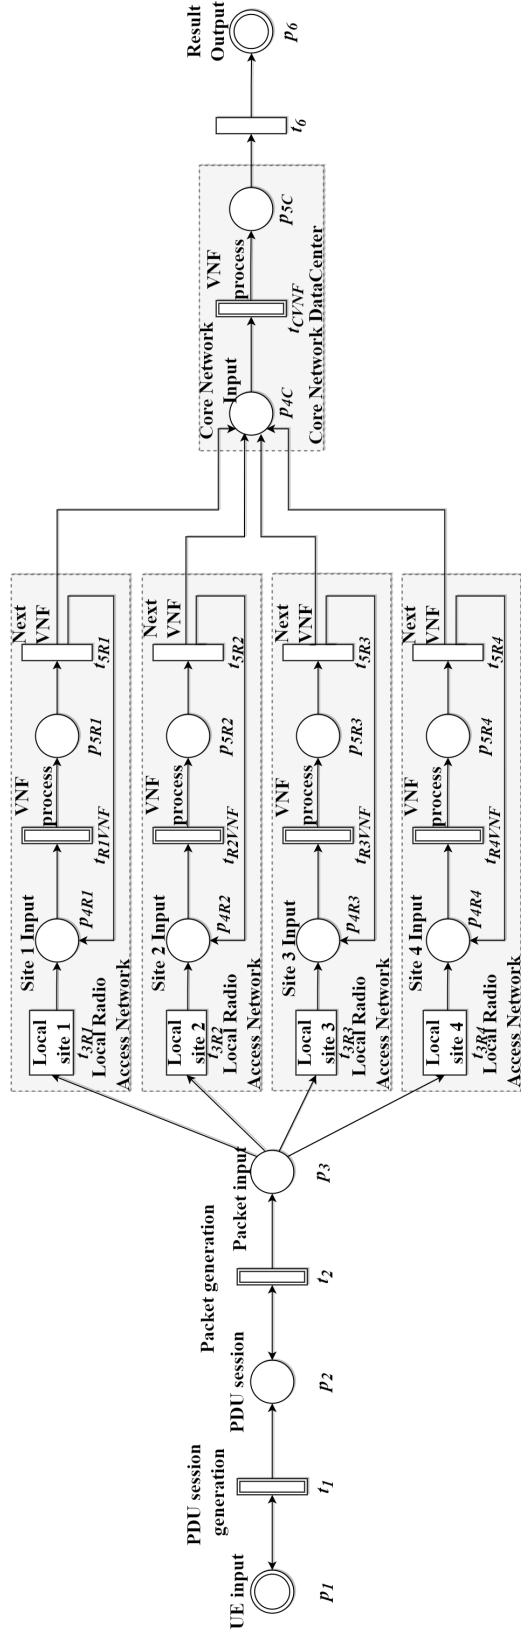 UE input
p1
PDU session
generation
t1
PDU session
p2
Packet generation
t2
Packet input
p3
Local
site 1
t3R1
Local Radio
Access Network
Site 1 Input
p4R1
VNF
process
tR1VNF
p5R1
Next
VNF
t5R1
Local
site 2
t3R2
Local Radio
Access Network
Site 2 Input
p4R2
VNF
process
tR2VNF
p5R2
Next
VNF
t5R2
Local
site 3
t3R3
Local Radio
Access Network
Site 3 Input
p4R3
VNF
process
tR3VNF
p5R3
Next
VNF
t5R3
Local
site 4
t3R4
Local Radio
Access Network
Site 4 Input
p4R4
VNF
process
tR4VNF
p5R4
Next
VNF
t5R4
Core Network
Input
p4C
VNF
process
tCVNF
p5C
Core Network DataCenter
t6
Result
Output
p6